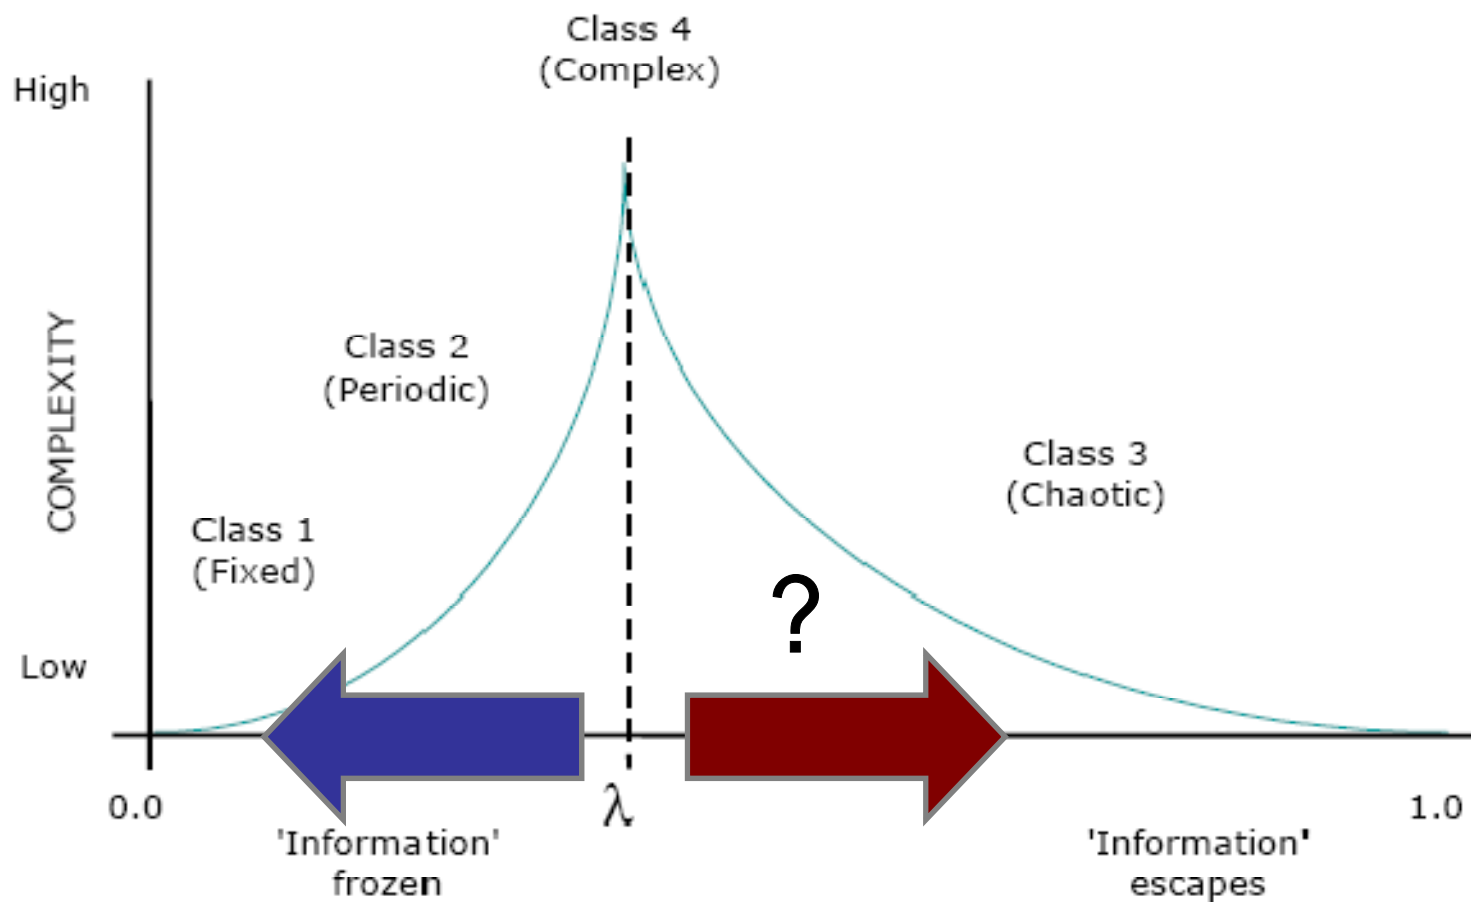 Class 4
(Complex)
High
Class 2
(Periodic)
COMPLEXITY
Class 3
(Chaotic)
Class 1
(Fixed)
?
Low
0.0
λ
1.0
'Information'
frozen
'Information'
escapes